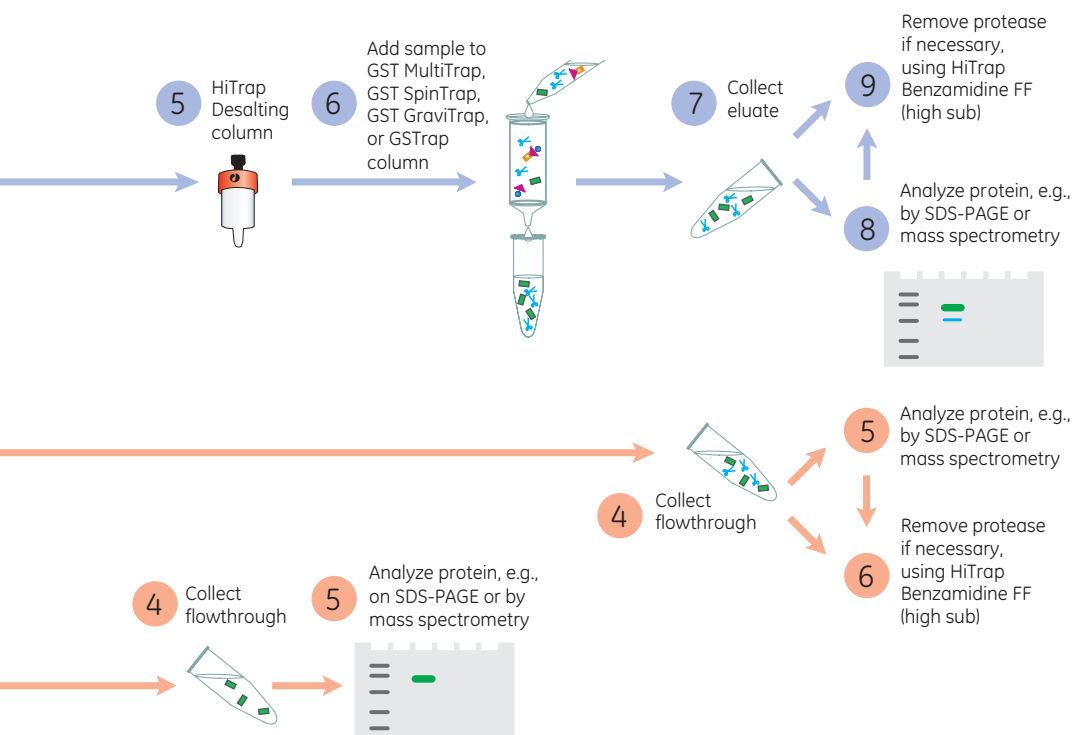 5
HiTrap
Desalting
column
6
Add sample to
GST MultiTrap,
GST SpinTrap,
GST GraviTrap,
or GSTrap
column
7
Collect
eluate
9
Remove protease
if necessary,
using HiTrap
Benzamidine FF
(high sub)
8
Analyze protein, e.g.,
by SDS-PAGE or
mass spectrometry
4
Collect
flowthrough
5
Analyze protein, e.g.,
by SDS-PAGE or
mass spectrometry
6
Remove protease
if necessary,
using HiTrap
Benzamidine FF
(high sub)
4
Collect
flowthrough
5
Analyze protein, e.g.,
on SDS-PAGE or by
mass spectrometry